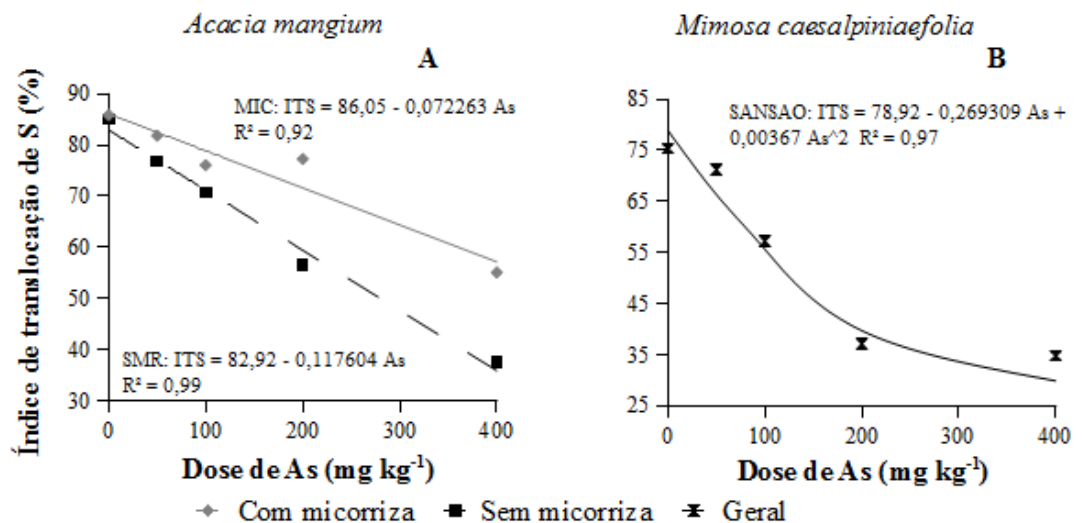 Acacia mangium
Mimosa caesalpiniaefolia
A
B
Índice de translocação de S (%)
90
80
70
60
50
40
30
MIC: ITS = 86,05 - 0,072263 As
R² = 0,92
SMR: ITS = 82,92 - 0,117604 As
R² = 0,99
0
100
200
300
400
Dose de As (mg kg⁻¹)
85
75
65
55
45
35
25
SANSAO: ITS = 78,92 - 0,269309 As +
0,00367 As^2 R² = 0,97
0
100
200
300
400
Dose de As (mg kg⁻¹)
Com micorriza
Sem micorriza
Geral